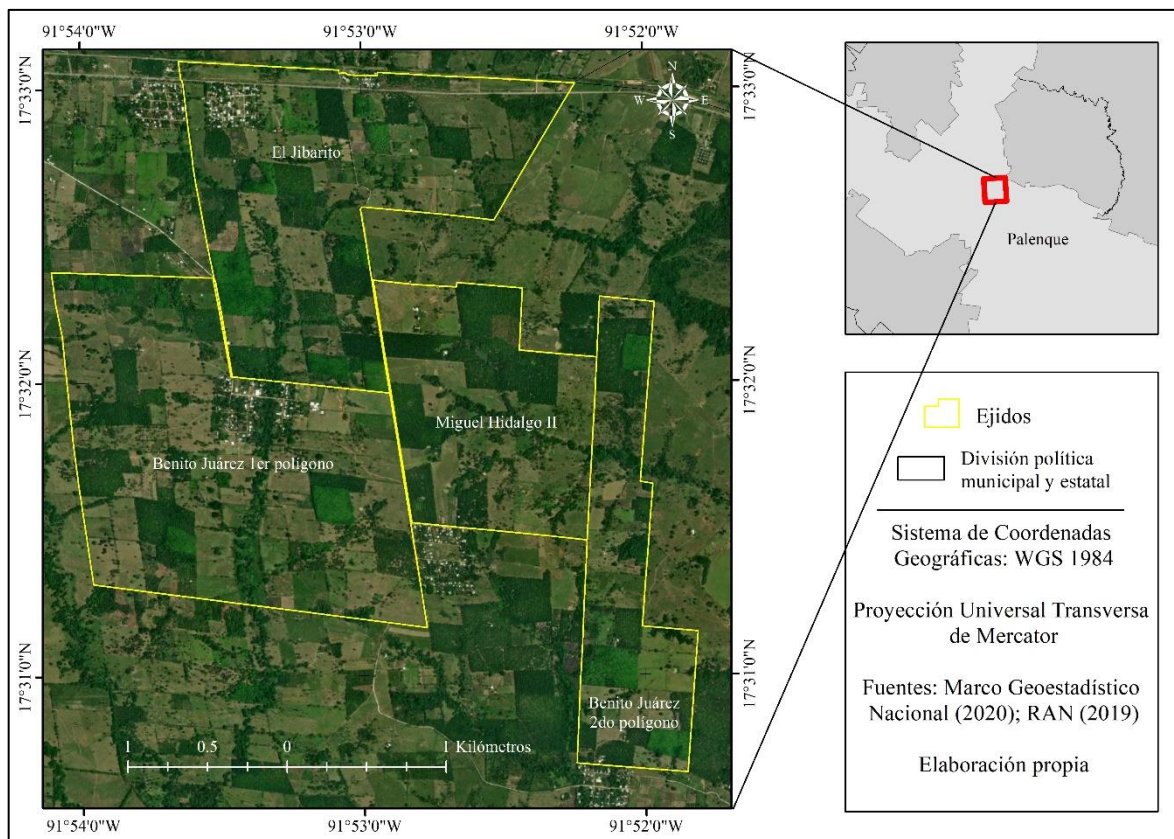 91°54'0"W 91°53'0"W 91°52'0"W
17°33'0"N
17°33'0"N
N
W E
S
El Jibarito
Palenque
17°32'0"N
17°32'0"N
Miguel Hidalgo II
Benito Juárez 1er polígono
17°31'0"N
17°31'0"N
Benito Juárez
2do polígono
1 0.5 0 1 Kilómetros
91°54'0"W 91°53'0"W 91°52'0"W
Ejidos
División política
municipal y estatal
Sistema de Coordenadas
Geográficas: WGS 1984
Proyección Universal Transversa
de Mercator
Fuentes: Marco Geoestadístico
Nacional (2020); RAN (2019)
Elaboración propia